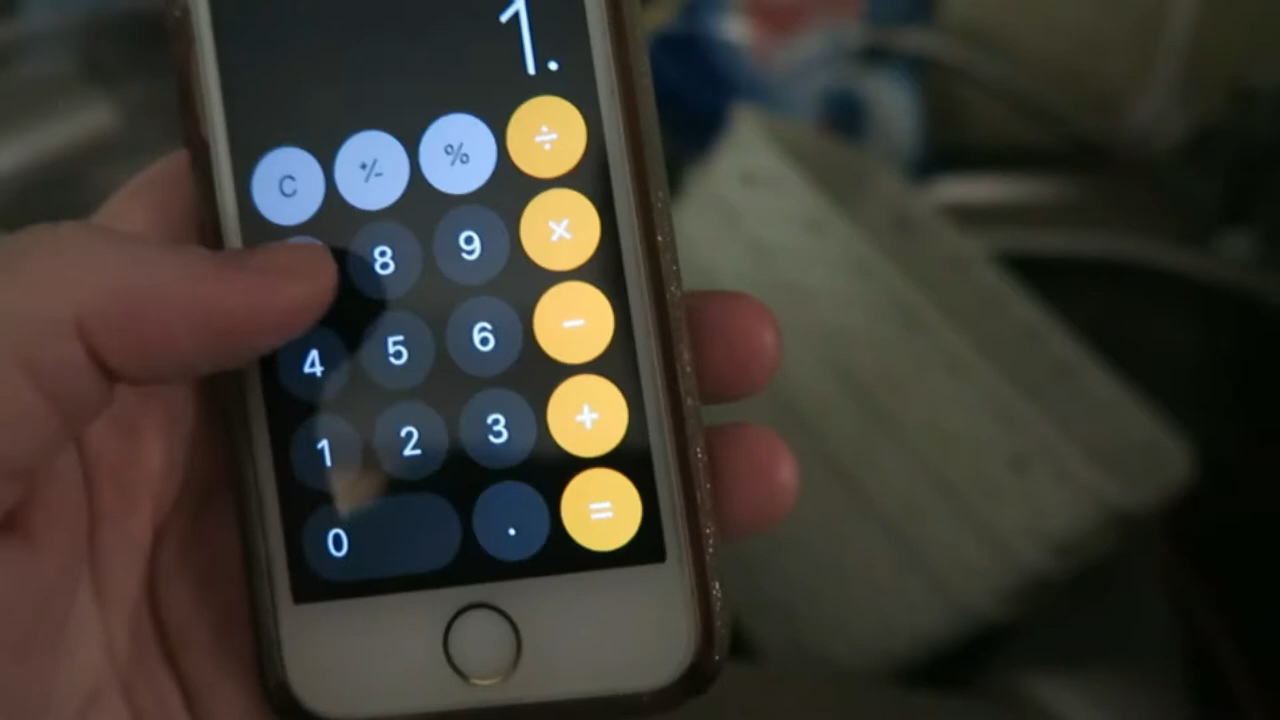 1.
C +/- % ÷
8 9 ×
4 5 6 −
1 2 3 +
0 . =